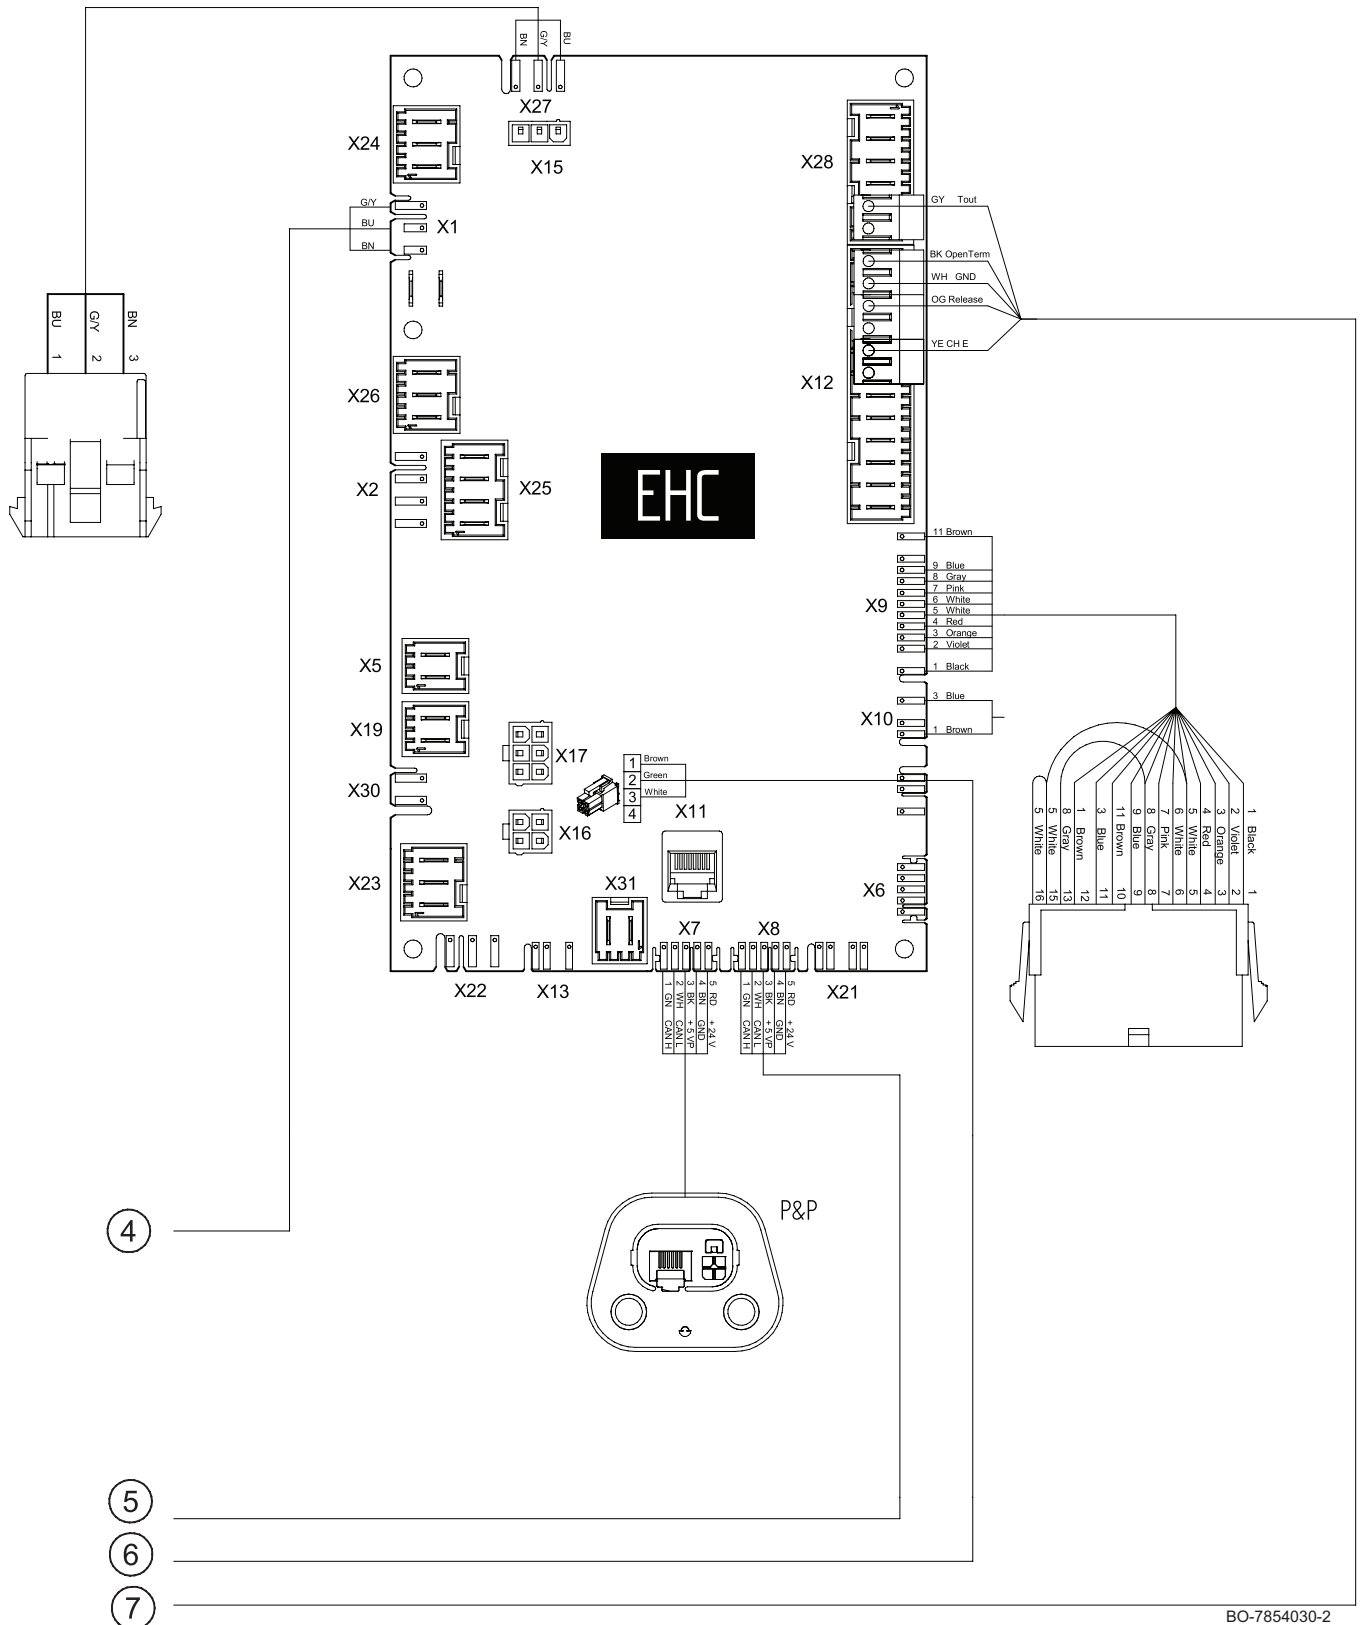 BN
G/Y
BU
X27
X15
X24
X28
G/Y
BU
BN
X1
GY Tout
BK OpenTerm
WH GND
OG Release
YE CH E
X12
BU
G/Y
BN
1
2
3
X26
X2
X25
EHC
11 Brown
9 Blue
8 Gray
7 Pink
6 White
5 White
4 Red
3 Orange
2 Violet
1 Black
X9
3 Blue
1 Brown
X10
X5
X19
X17
X30
X16
1 Brown
2 Green
3 White
4
X11
X23
X31
X6
5 White
5 White
8 Gray
1 Brown
3 Blue
11 Brown
9 Blue
8 Gray
7 Pink
6 White
5 White
4 Red
3 Orange
2 Violet
1 Black
16
15
13
12
11
10
9
8
7
6
5
4
3
2
1
X7
X8
X22
X13
X21
1 GN CAN H
2 WH CAN L
3 BK + 5 VP
4 BN GND
5 RD + 24 V
1 GN CAN H
2 WH CAN L
3 BK + 5 VP
4 BN GND
5 RD + 24 V
P&P
4
5
6
7
BO-7854030-2